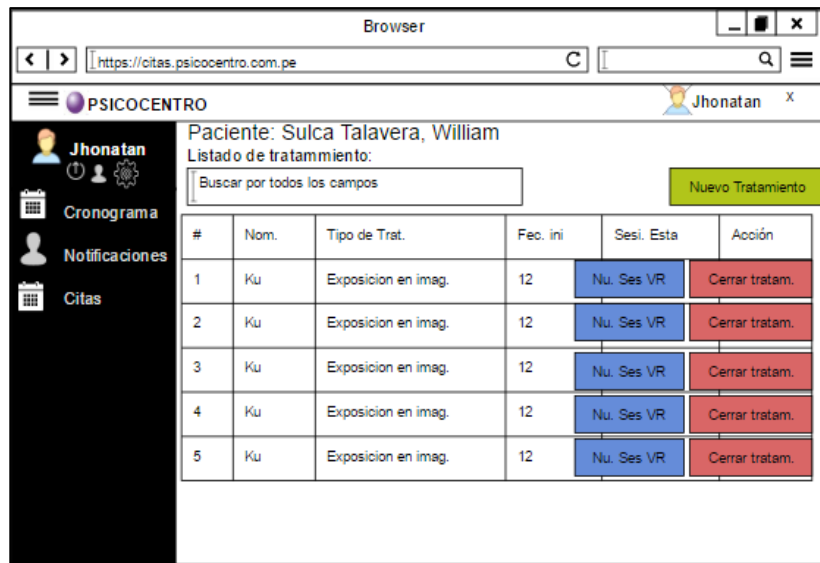 Browser
https://citas.psicocentro.com.pe
PSICOCENTRO
Jhonatan X
Jhonatan
Cronograma
Notificaciones
Citas
Paciente: Sulca Talavera, William
Listado de tratammiento:
Buscar por todos los campos
Nuevo Tratamiento
# Nom. Tipo de Trat. Fec. ini Sesi. Esta Acción
1 Ku Exposicion en imag. 12 Nu. Ses VR Cerrar tratam.
2 Ku Exposicion en imag. 12 Nu. Ses VR Cerrar tratam.
3 Ku Exposicion en imag. 12 Nu. Ses VR Cerrar tratam.
4 Ku Exposicion en imag. 12 Nu. Ses VR Cerrar tratam.
5 Ku Exposicion en imag. 12 Nu. Ses VR Cerrar tratam.